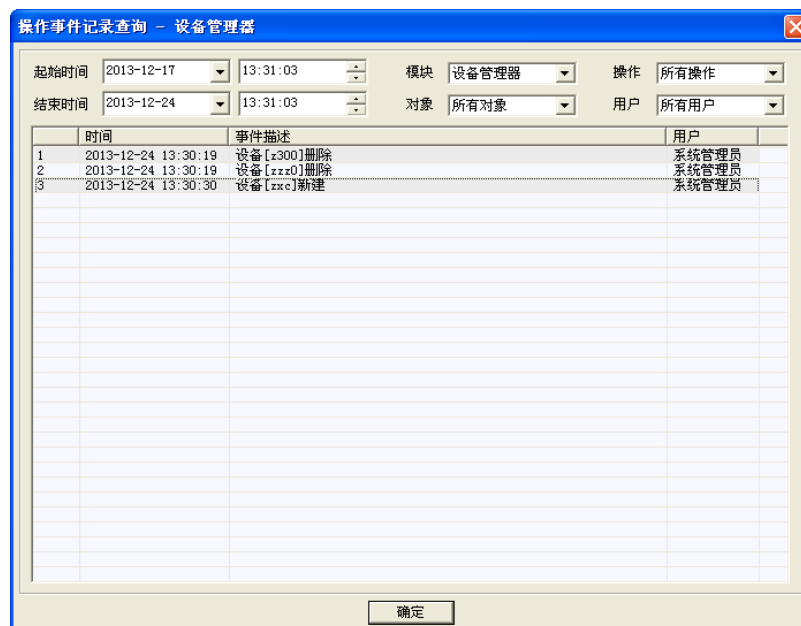 操作事件记录查询 - 设备管理器
起始时间 2013-12-17 13:31:03 模块 设备管理器 操作 所有操作
结束时间 2013-12-24 13:31:03 对象 所有对象 用户 所有用户
时间 事件描述 用户
1 2013-12-24 13:30:19 设备[z300]删除 系统管理员
2 2013-12-24 13:30:19 设备[zzz0]删除 系统管理员
3 2013-12-24 13:30:30 设备[zxc]新建 系统管理员
确定